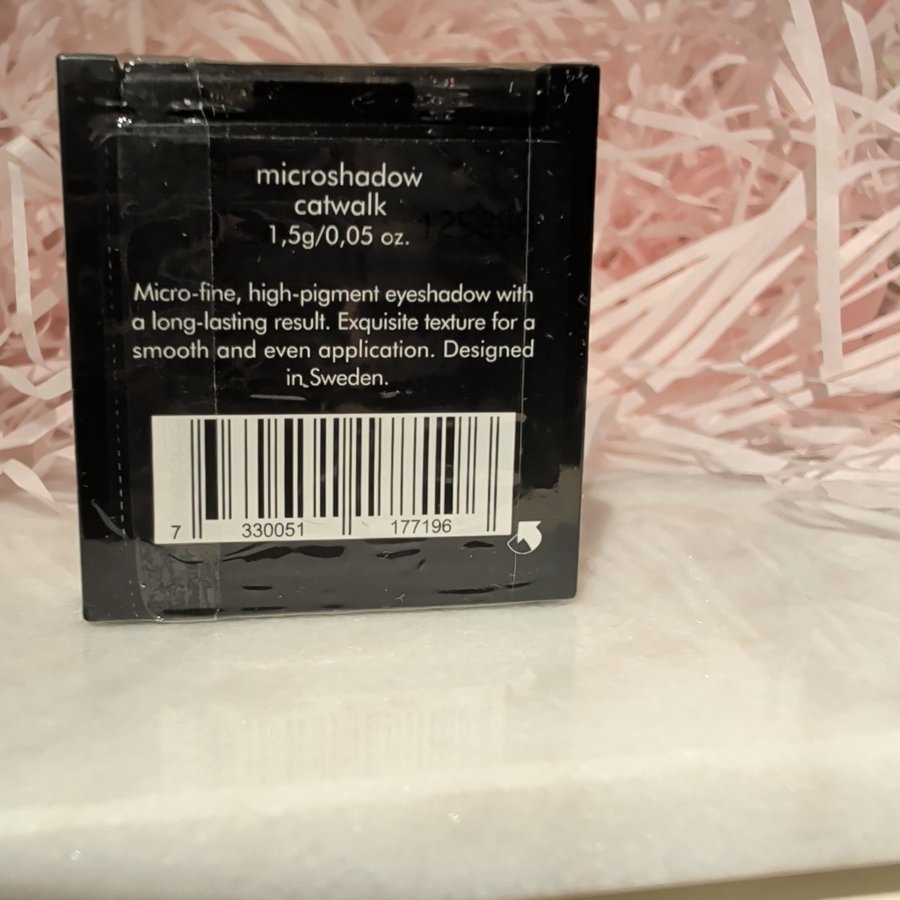 microshadow
catwalk
1,5g/0,05 oz.
Micro-fine, high-pigment eyeshadow with
a long-lasting result. Exquisite texture for a
smooth and even application. Designed
in Sweden.
7 330051 177196